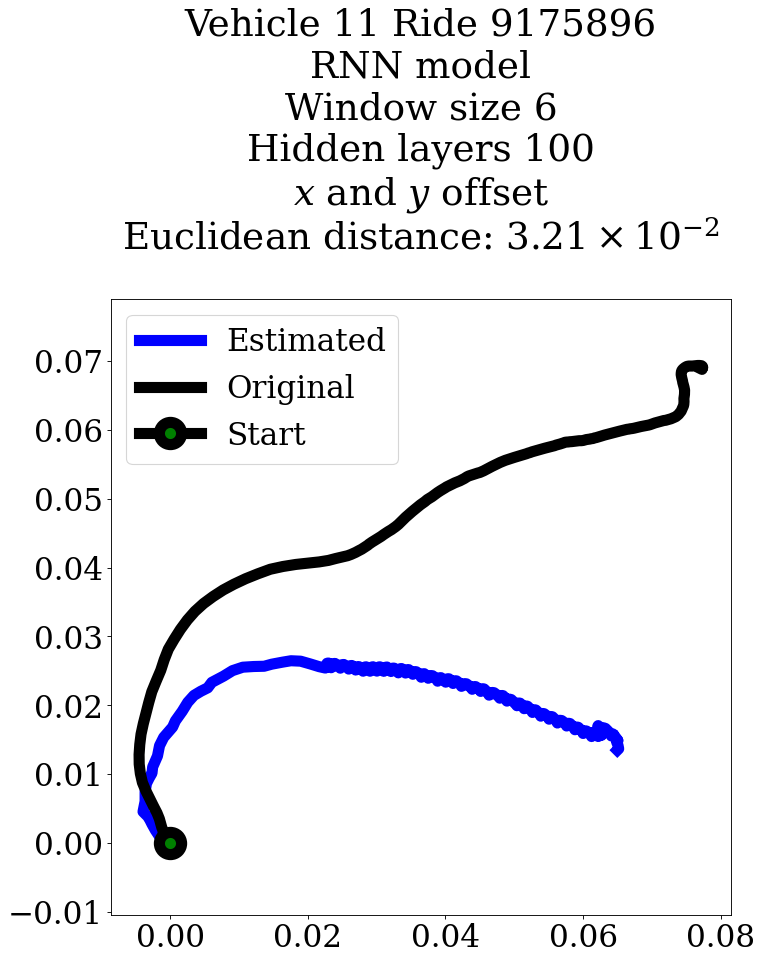 Vehicle 11 Ride 9175896
RNN model
Window size 6
Hidden layers 100
x and y offset
Euclidean distance: 3.21 × 10⁻²
Estimated
Original
Start
0.07
0.06
0.05
0.04
0.03
0.02
0.01
0.00
−0.01
0.00 0.02 0.04 0.06 0.08